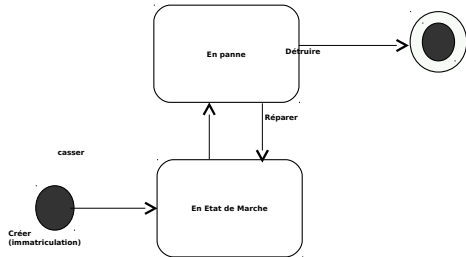 En panne
Détruire
Réparer
casser
En Etat de Marche
Créer
(immatriculation)